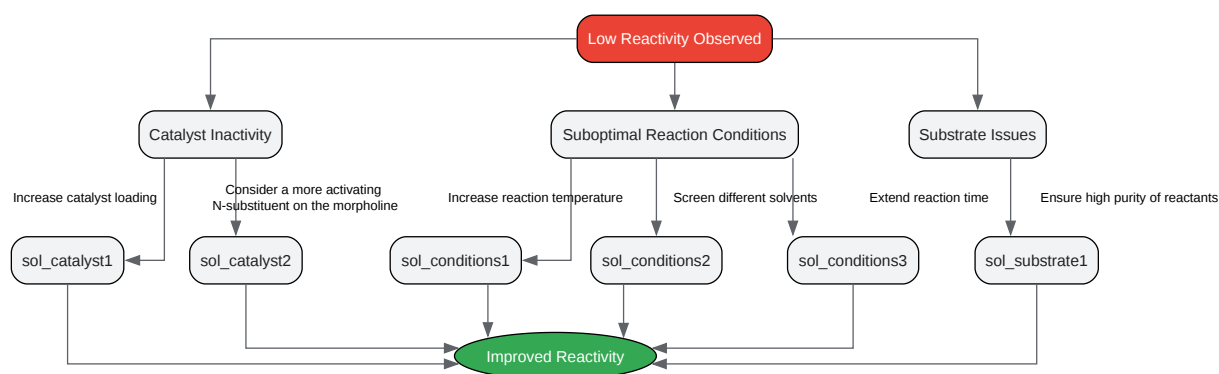 Low Reactivity Observed
Catalyst Inactivity
Suboptimal Reaction Conditions
Substrate Issues
Increase catalyst loading
Consider a more activating
N-substituent on the morpholine
Increase reaction temperature
Screen different solvents
Extend reaction time
Ensure high purity of reactants
sol_catalyst1
sol_catalyst2
sol_conditions1
sol_conditions2
sol_conditions3
sol_substrate1
Improved Reactivity